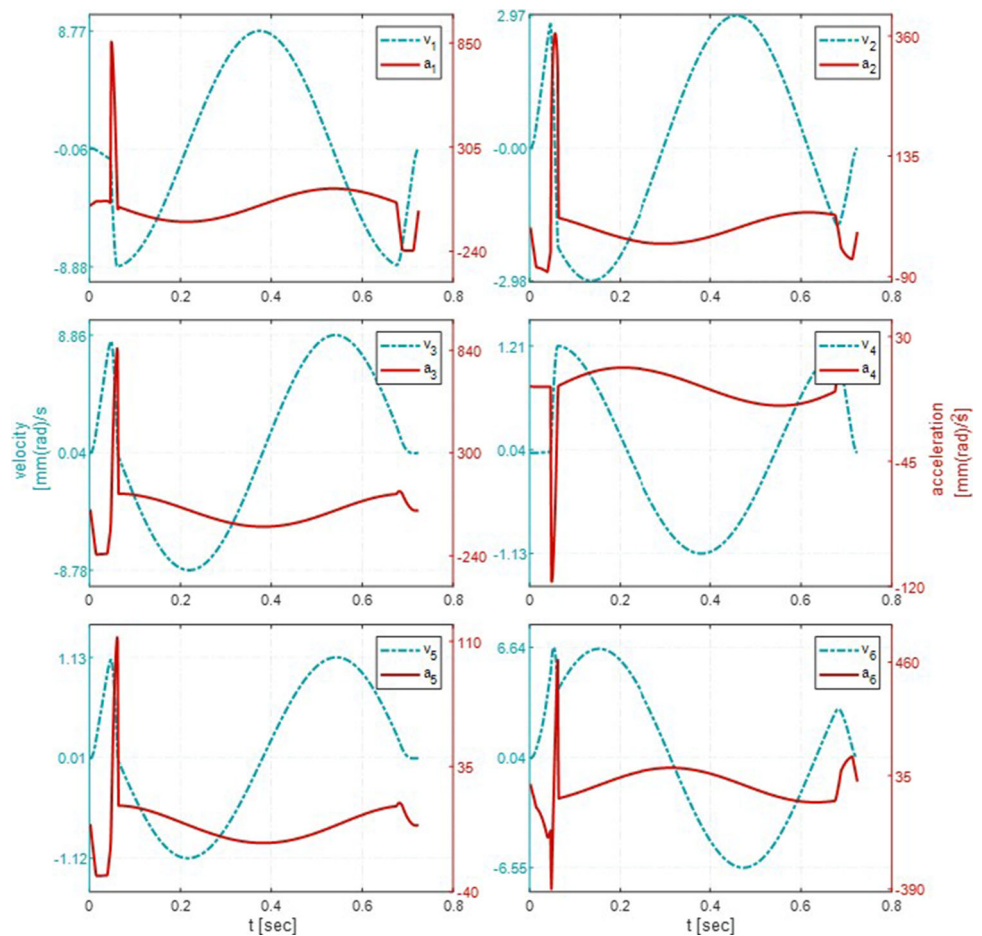 8.77
-0.06
-8.88
850
305
-240
v1
a1
0 0.2 0.4 0.6 0.8
2.97
-0.00
-2.98
360
135
-90
v2
a2
0 0.2 0.4 0.6 0.8
8.86
0.04
-8.78
840
300
-240
v3
a3
0 0.2 0.4 0.6 0.8
1.21
0.04
-1.13
30
-45
-120
v4
a4
0 0.2 0.4 0.6 0.8
velocity
[mm(rad)/s
acceleration
[mm(rad)/s²]
1.13
0.01
-1.12
110
35
-40
v5
a5
0 0.2 0.4 0.6 0.8
t [sec]
6.64
0.04
-6.55
460
35
-390
v6
a6
0 0.2 0.4 0.6 0.8
t [sec]